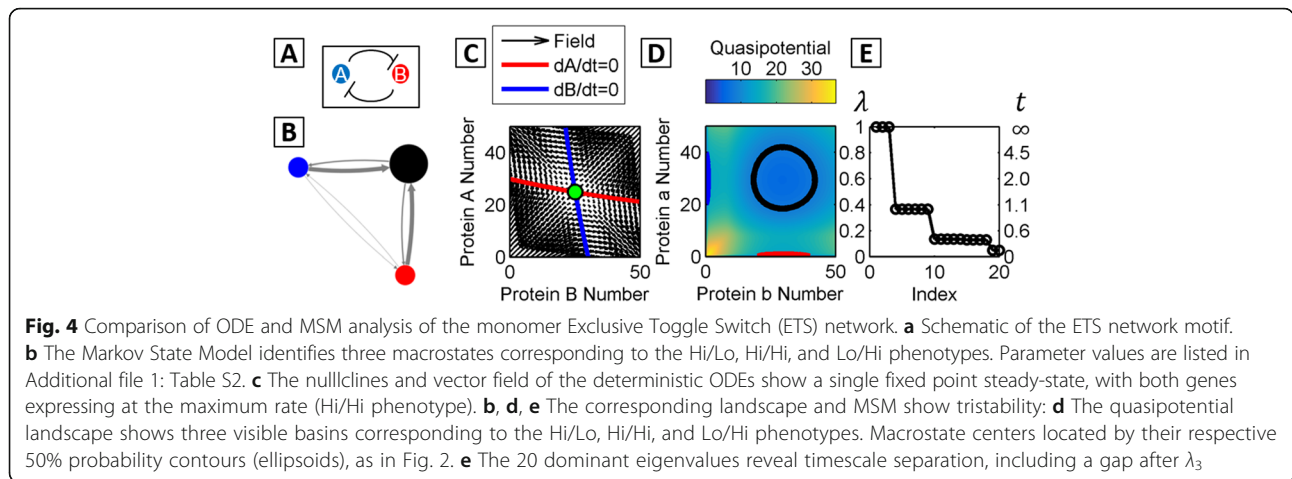 A
A
B
B
C
Field
dA/dt=0
dB/dt=0
Protein A Number
40
20
0
0
50
Protein B Number
D
Quasipotential
10 20 30
Protein a Number
40
20
0
0
50
Protein b Number
E
λ
t
1
0.8
0.6
0.4
0.2
0
∞
4.5
2.0
1.1
0.6
0
0
10
20
Index
Fig. 4 Comparison of ODE and MSM analysis of the monomer Exclusive Toggle Switch (ETS) network. a Schematic of the ETS network motif.
b The Markov State Model identifies three macrostates corresponding to the Hi/Lo, Hi/Hi, and Lo/Hi phenotypes. Parameter values are listed in
Additional file 1: Table S2. c The nulllclines and vector field of the deterministic ODEs show a single fixed point steady-state, with both genes
expressing at the maximum rate (Hi/Hi phenotype). b, d, e The corresponding landscape and MSM show tristability: d The quasipotential
landscape shows three visible basins corresponding to the Hi/Lo, Hi/Hi, and Lo/Hi phenotypes. Macrostate centers located by their respective
50% probability contours (ellipsoids), as in Fig. 2. e The 20 dominant eigenvalues reveal timescale separation, including a gap after λ3